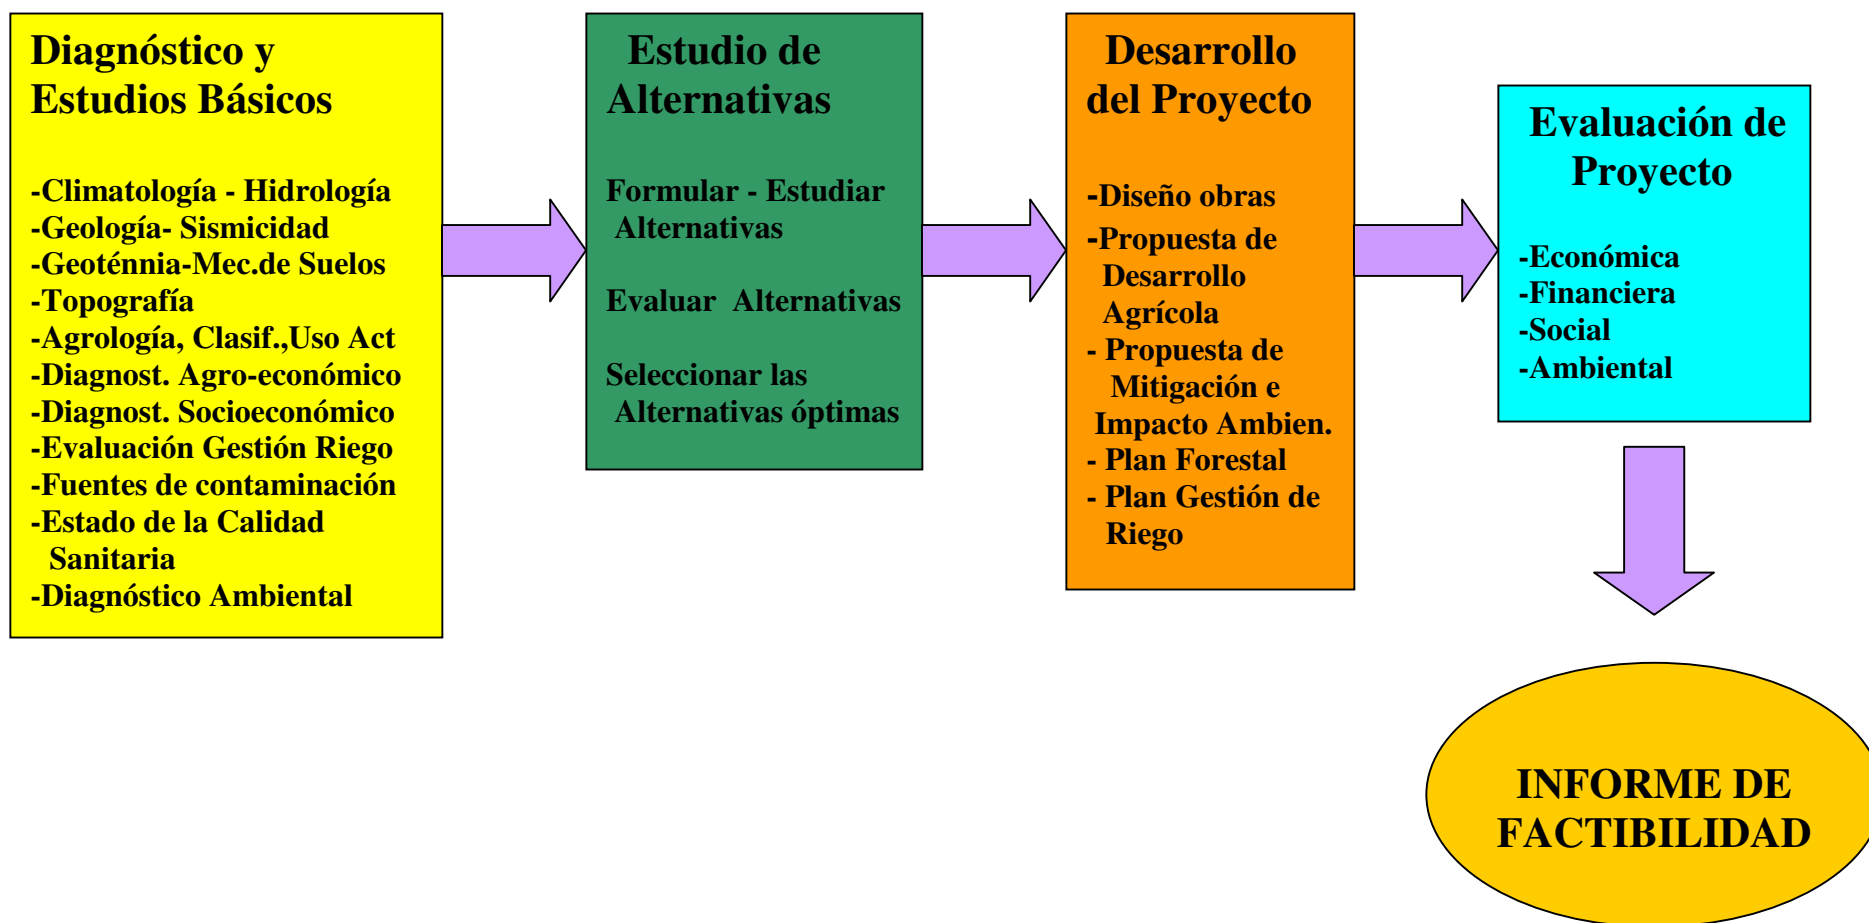 Diagnóstico y
Estudios Básicos
-Climatología - Hidrología
-Geología- Sismicidad
-Geoténnia-Mec.de Suelos
-Topografía
-Agrología, Clasif.,Uso Act
-Diagnost. Agro-económico
-Diagnost. Socioeconómico
-Evaluación Gestión Riego
-Fuentes de contaminación
-Estado de la Calidad
Sanitaria
-Diagnóstico Ambiental
Estudio de
Alternativas
Formular - Estudiar
Alternativas
Evaluar Alternativas
Seleccionar las
Alternativas óptimas
Desarrollo
del Proyecto
-Diseño obras
-Propuesta de
Desarrollo
Agrícola
- Propuesta de
Mitigación e
Impacto Ambien.
- Plan Forestal
- Plan Gestión de
Riego
Evaluación de
Proyecto
-Económica
-Financiera
-Social
-Ambiental
INFORME DE
FACTIBILIDAD